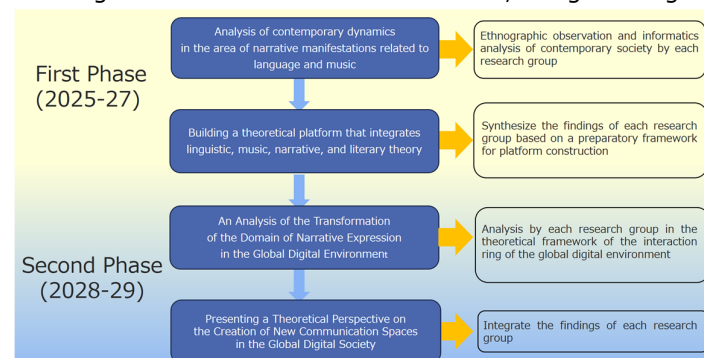 First Phase
(2025-27)
Analysis of contemporary dynamics
in the area of narrative manifestations related to
language and music
Ethnographic observation and informatics
analysis of contemporary society by each
research group
Building a theoretical platform that integrates
linguistic, music, narrative, and literary theory
Synthesize the findings of each research
group based on a preparatory framework
for platform construction
Second Phase
(2028-29)
An Analysis of the Transformation
of the Domain of Narrative Expression
in the Global Digital Environment
Analysis by each research group in the
theoretical framework of the interaction
ring of the global digital environment
Presenting a Theoretical Perspective on
the Creation of New Communication Spaces
in the Global Digital Society
Integrate the findings of each research
group